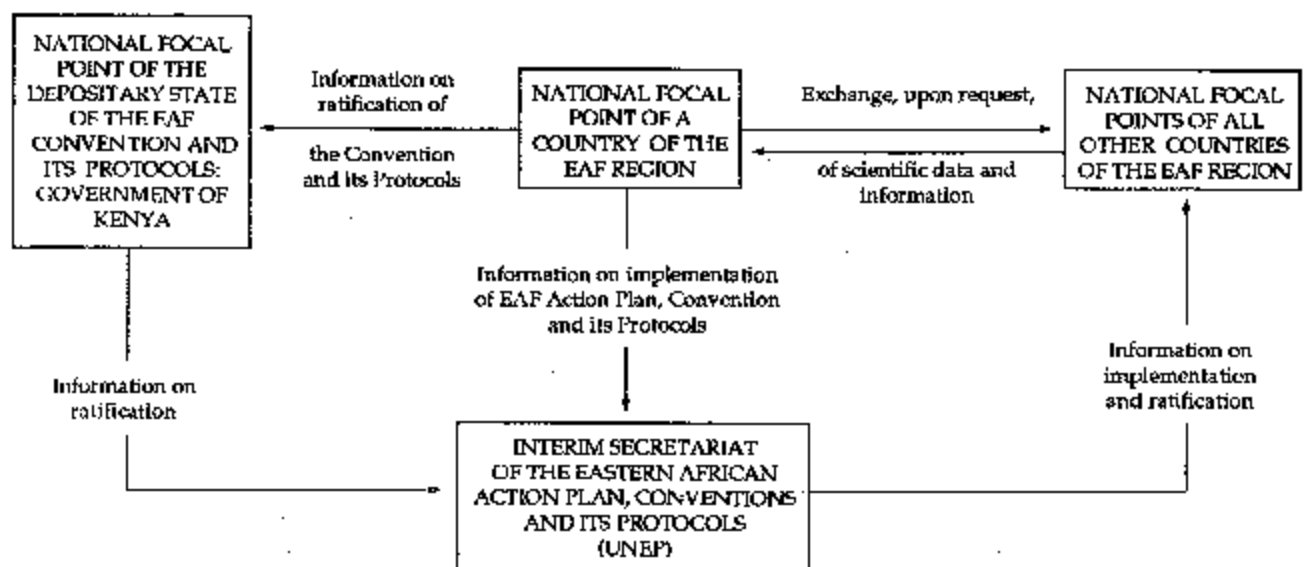 NATIONAL FOCAL
POINT OF THE
DEPOSITARY STATE
OF THE EAF
CONVENTION AND
ITS PROTOCOLS:
GOVERNMENT OF
KENYA
Information on
ratification of
the Convention
and its Protocols
NATIONAL FOCAL
POINT OF A
COUNTRY OF THE
EAF REGION
Exchange, upon request,
of scientific data and
information
NATIONAL FOCAL
POINTS OF ALL
OTHER COUNTRIES
OF THE EAF REGION
Information on implementation
of EAF Action Plan, Convention
and its Protocols
Information on
ratification
Information on
implementation
and ratification
INTERIM SECRETARIAT
OF THE EASTERN AFRICAN
ACTION PLAN, CONVENTIONS
AND ITS PROTOCOLS
(UNEP)